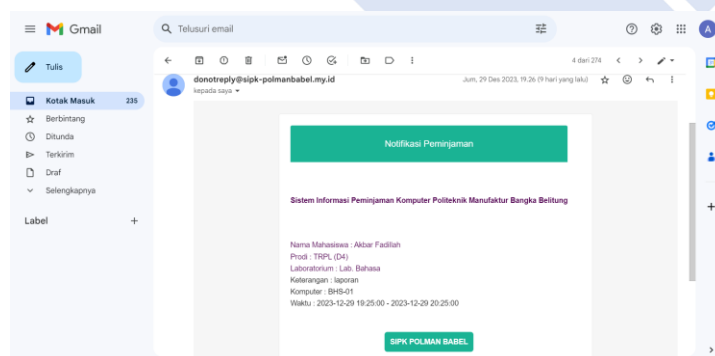 Gmail
Telusuri email
A
Tulis
4 dari 274
Kotak Masuk 235
Berbintang
Ditunda
Terkirim
Draf
Selengkapnya
Label
donotreply@sipk-polmanbabel.my.id
Jum, 29 Des 2023, 19.26 (9 hari yang lalu)
kepada saya
Notifikasi Peminjaman
Sistem Informasi Peminjaman Komputer Politeknik Manufaktur Bangka Belitung
Nama Mahasiswa : Akbar Fadillah
Prodi : TRPL (D4)
Laboratorium : Lab. Bahasa
Keterangan : laporan
Komputer : BHS-01
Waktu : 2023-12-29 19:25:00 - 2023-12-29 20:25:00
SIPK POLMAN BABEL